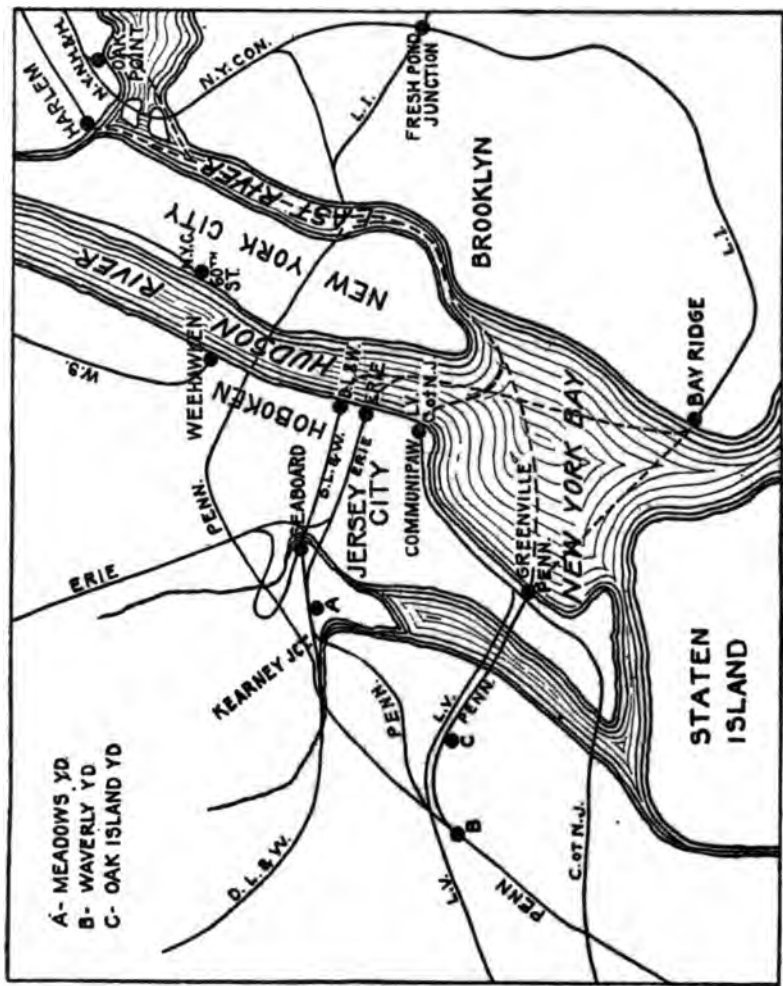 A- MEADOWS YD.
B- WAVERLY YD.
C- OAK ISLAND YD
HARLEM
N.Y.N.H.&H.
OAK
POINT
N.Y. CON.
L.I.
FRESH POND
JUNCTION
EAST-RIVER
BROOKLYN
NEW YORK CITY
N.Y.C.
60TH
ST.
HUDSON
RIVER
W.S.
WEEHAWKEN
HOBOKEN
PENN.
ERIE
SEABOARD
D.L.&W.
ERIE
D.L.&W.
ERIE
JERSEY
CITY
L.V.
C. OF N.J.
COMMUNIPAW
KEARNEY JCT.
A
PENN.
D.L.&W.
L.V.
PENN.
C
B
L.V.
PENN
GREENVILLE
PENN.
NEW YORK BAY
BAY RIDGE
L.I.
C. OF N.J.
STATEN
ISLAND